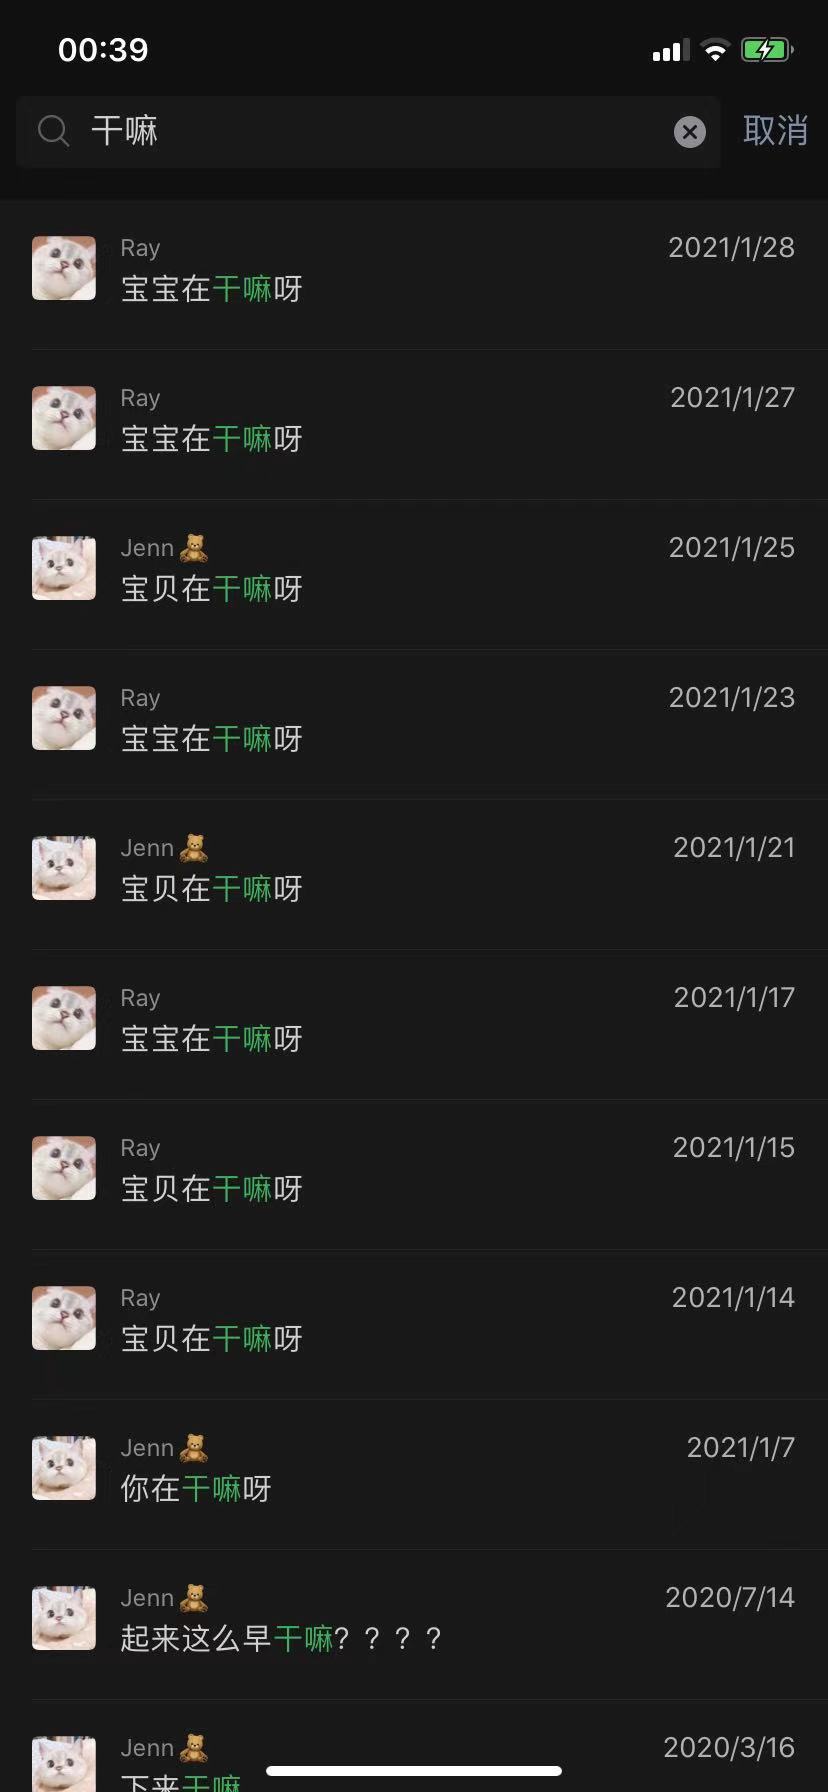 00:39
干嘛
取消
Ray
2021/1/28
宝宝在干嘛呀
Ray
2021/1/27
宝宝在干嘛呀
Jenn🧸
2021/1/25
宝贝在干嘛呀
Ray
2021/1/23
宝宝在干嘛呀
Jenn🧸
2021/1/21
宝贝在干嘛呀
Ray
2021/1/17
宝宝在干嘛呀
Ray
2021/1/15
宝贝在干嘛呀
Ray
2021/1/14
宝贝在干嘛呀
Jenn🧸
2021/1/7
你在干嘛呀
Jenn🧸
2020/7/14
起来这么早干嘛？？？？
Jenn🧸
2020/3/16
下来干嘛